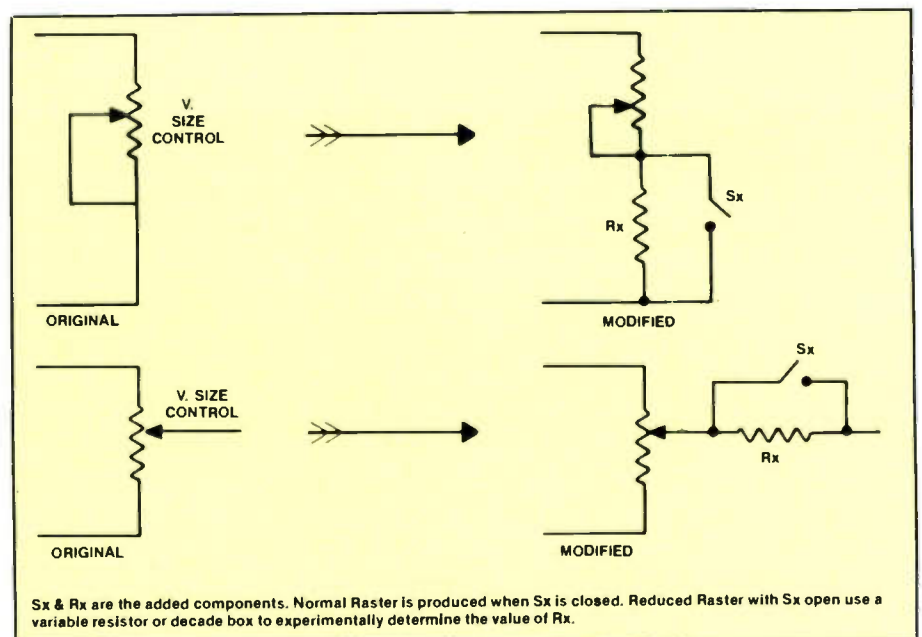 V.
SIZE
CONTROL
Sx
Rx
ORIGINAL
MODIFIED
Sx
V. SIZE
CONTROL
Rx
ORIGINAL
MODIFIED
Sx & Rx are the added components. Normal Raster is produced when Sx is closed. Reduced Raster with Sx open use a
variable resistor or decade box to experimentally determine the value of Rx.